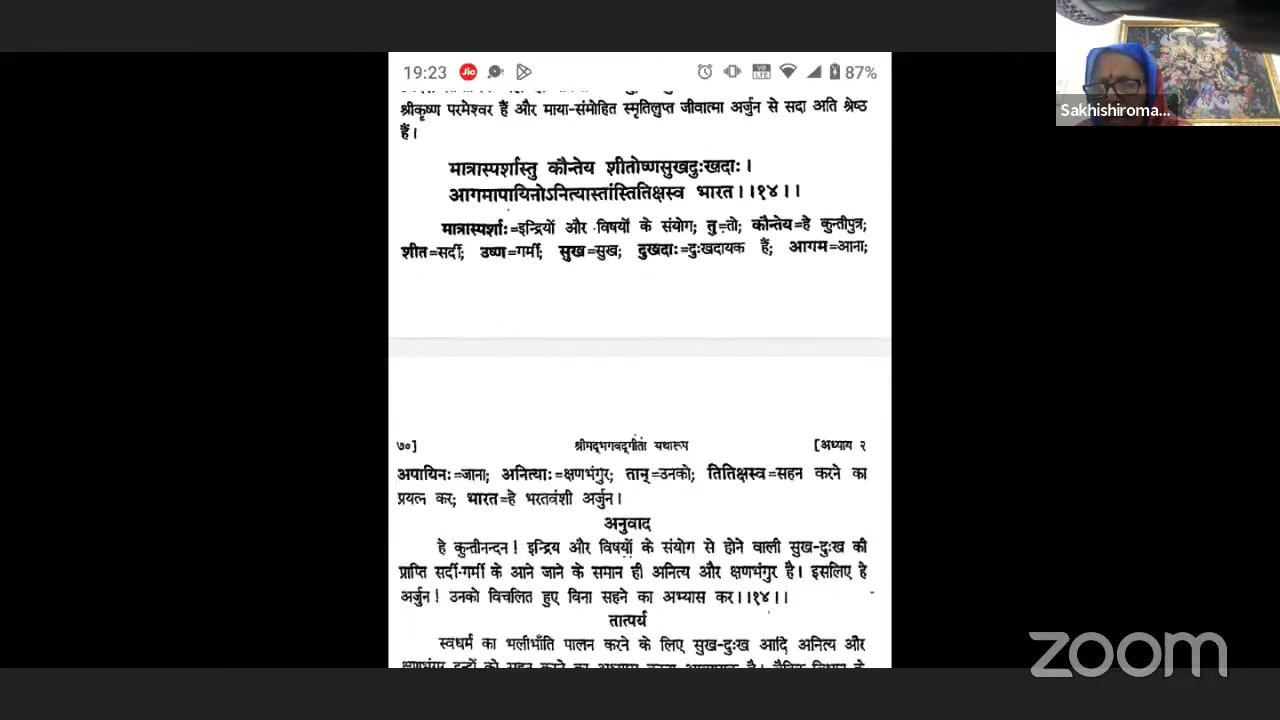 19:23 Jio 87%
Sakhishiroma...
श्रीकृष्ण परमेश्वर हैं और माया-संमोहित स्मृतिलुप्त जीवात्मा अर्जुन से सदा अति श्रेष्ठ
हैं।
मात्रास्पर्शास्तु कौन्तेय शीतोष्णसुखदुःखदाः।
आगमापायिनोऽनित्यास्तांस्तितिक्षस्व भारत।।१४।।
मात्रास्पर्शाः=इन्द्रियों और विषयों के संयोग; तु=तो; कौन्तेय=हे कुन्तीपुत्र;
शीत=सर्दी; उष्ण=गर्मी; सुख=सुख; दुखदाः=दुःखदायक हैं; आगम=आना;
७०] श्रीमद्भगवद्गीता यथारूप [अध्याय २
अपायिनः=जाना; अनित्याः=क्षणभंगुर; तान्=उनको; तितिक्षस्व=सहन करने का
प्रयत्न कर; भारत=हे भरतवंशी अर्जुन।
अनुवाद
हे कुन्तीनन्दन! इन्द्रिय और विषयों के संयोग से होने वाली सुख-दुःख की
प्राप्ति सर्दी-गर्मी के आने जाने के समान ही अनित्य और क्षणभंगुर है। इसलिए हे
अर्जुन! उनको विचलित हुए विना सहने का अभ्यास कर।।१४।।
तात्पर्य
स्वधर्म का भलीभाँति पालन करने के लिए सुख-दुःख आदि अनित्य और
zoom